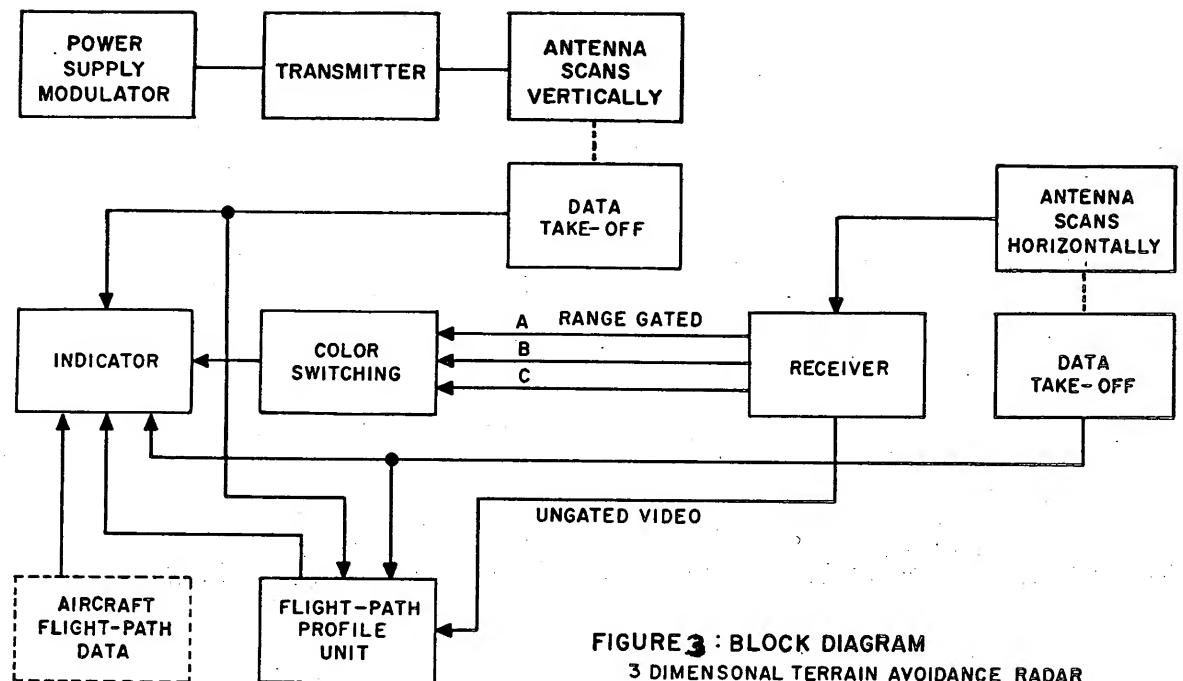 POWER
SUPPLY
MODULATOR
TRANSMITTER
ANTENNA
SCANS
VERTICALLY
DATA
TAKE-OFF
ANTENNA
SCANS
HORIZONTALLY
INDICATOR
COLOR
SWITCHING
A RANGE GATED
B
C
RECEIVER
DATA
TAKE-OFF
UNGATED VIDEO
AIRCRAFT
FLIGHT-PATH
DATA
FLIGHT-PATH
PROFILE
UNIT
FIGURE 3 : BLOCK DIAGRAM
3 DIMENSONAL TERRAIN AVOIDANCE RADAR